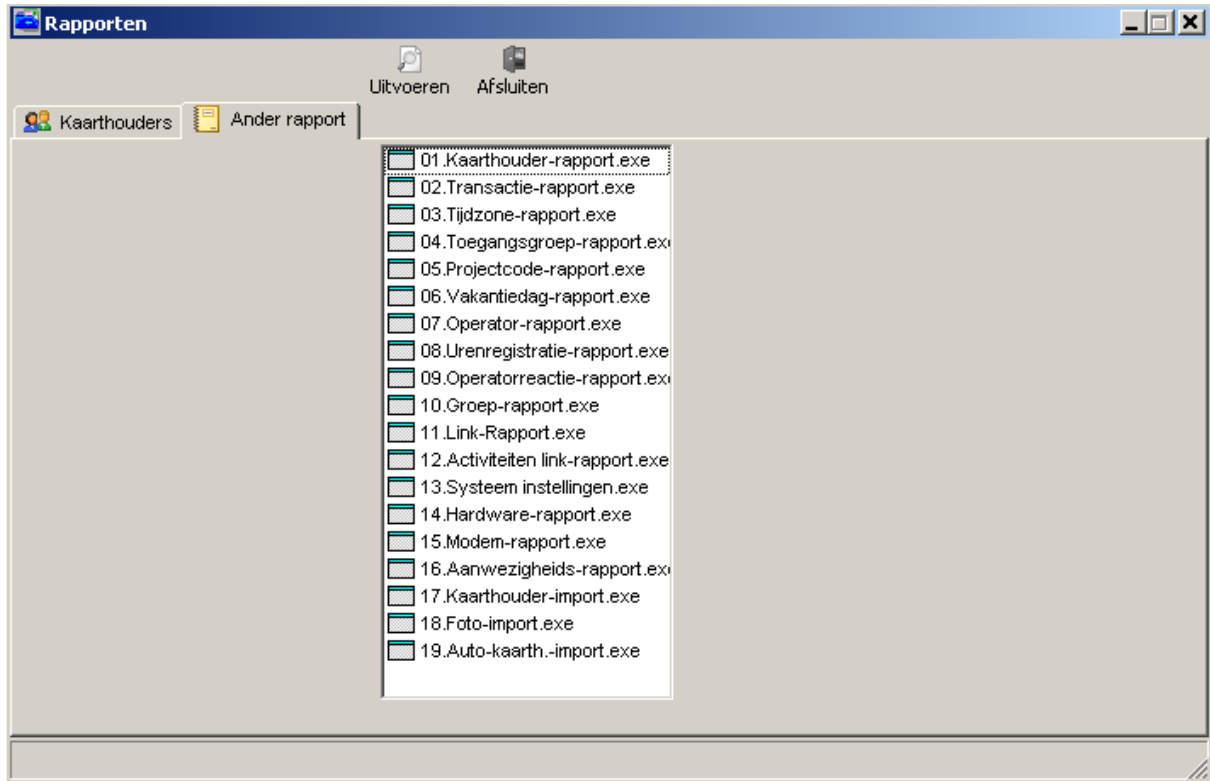 Rapporten
Uitvoeren Afsluiten
Kaarthouders Ander rapport
01.Kaarthouder-rapport.exe
02.Transactie-rapport.exe
03.Tijdzone-rapport.exe
04.Toegangsgroep-rapport.ex
05.Projectcode-rapport.exe
06.Vakantiedag-rapport.exe
07.Operator-rapport.exe
08.Urenregistratie-rapport.exe
09.Operatorreactie-rapport.ex
10.Groep-rapport.exe
11.Link-Rapport.exe
12.Activiteiten link-rapport.exe
13.Systeem instellingen.exe
14.Hardware-rapport.exe
15.Modem-rapport.exe
16.Aanwezigheids-rapport.ex
17.Kaarthouder-import.exe
18.Foto-import.exe
19.Auto-kaarth.-import.exe